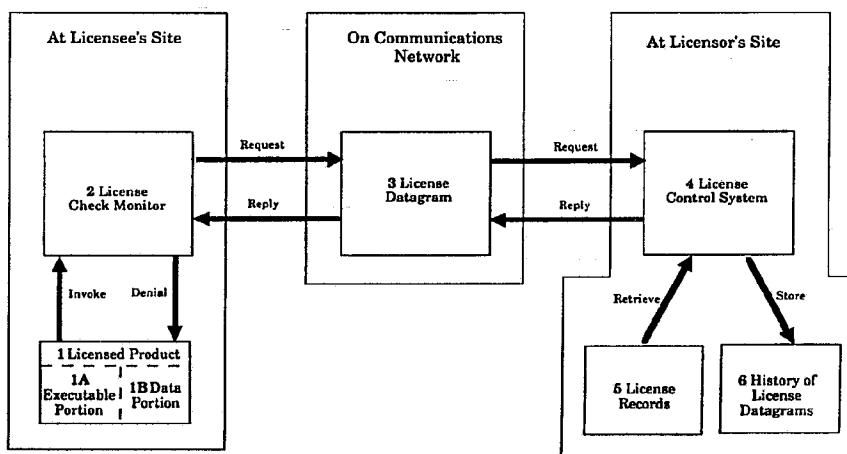 At Licensee's Site
On Communications
Network
At Licensor's Site
Request
Request
2 License
Check Monitor
3 License
Datagram
4 License
Control System
Reply
Reply
Invoke
Denial
Retrieve
Store
1 Licensed Product
1A
Executable
Portion
1B Data
Portion
5 License
Records
6 History of
License
Datagrams